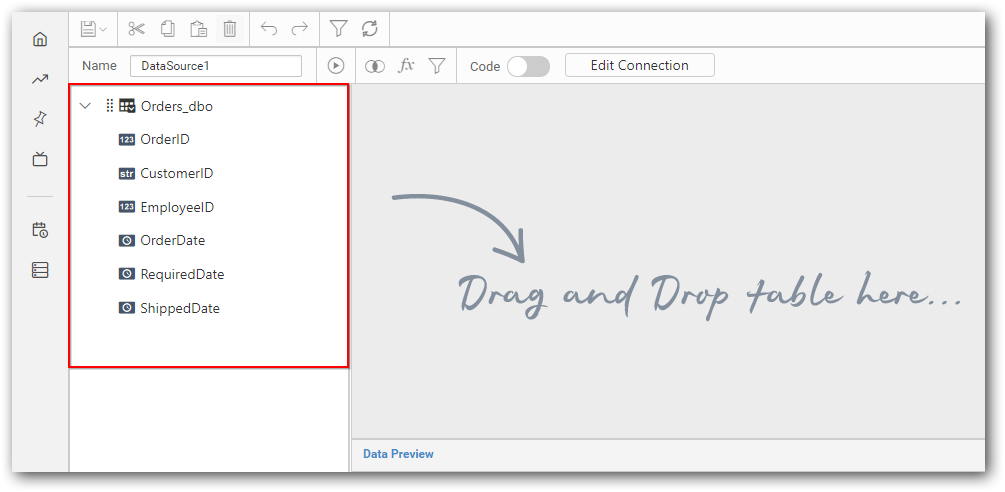 Name DataSource1 fx Code Edit Connection
Orders_dbo
123 OrderID
str CustomerID
123 EmployeeID
OrderDate
RequiredDate
ShippedDate
Drag and Drop table here...
Data Preview